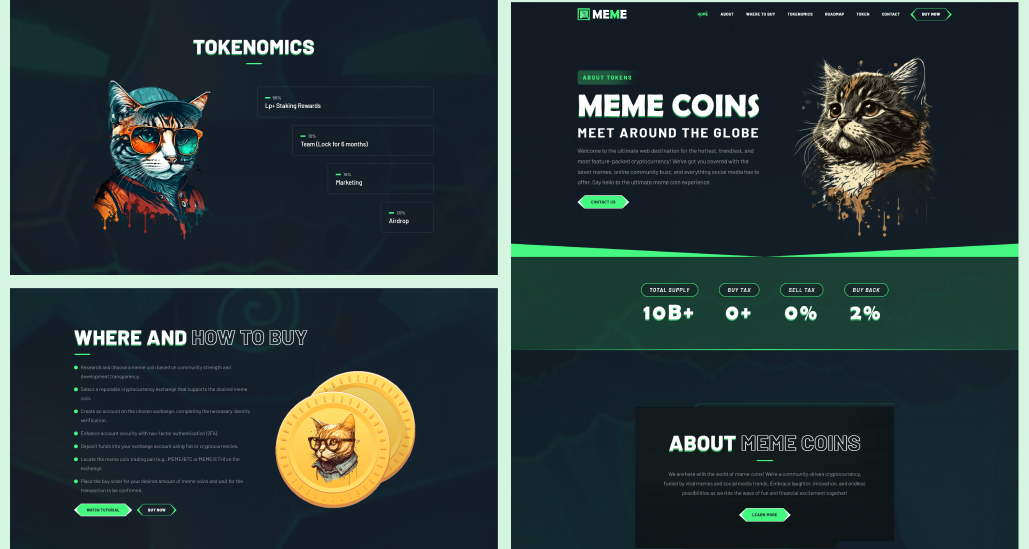 TOKENOMICS
Lp+ Staking Rewards
Team (Lock for 6 months)
Marketing
20%
Airdrop
WHERE AND HOW TO BUY
Research and choose a meme coin based on community strength and
development transparency.
Select a reputable cryptocurrency exchange that supports the desired meme
coin.
Create an account on the chosen exchange, completing the necessary identity
verification.
Enhance account security with two-factor authentication (2FA).
Deposit funds into your exchange account using fiat or cryptocurrencies.
Locate the meme coin trading pair (e.g., MEME/BTC or MEME/ETH) on the
exchange.
Place the buy order for your desired amount of meme coins and wait for the
transaction to be confirmed.
WATCH TUTORIAL BUY NOW
MEME HOME ABOUT WHERE TO BUY TOKENOMICS ROADMAP TOKEN CONTACT BUY NOW
ABOUT TOKENS
MEME COINS
MEET AROUND THE GLOBE
Welcome to the ultimate web destination for the hottest, trendiest, and
most feature-packed cryptocurrency! We've got you covered with the
latest memes, online community buzz, and everything social media has to
offer. Say hello to the ultimate meme coin experience
CONTACT US
TOTAL SUPPLY BUY TAX SELL TAX BUY BACK
10B+ 0+ 0% 2%
ABOUT MEME COINS
We are here with the world of meme coins! We're a community-driven cryptocurrency,
fueled by viral memes and social media trends. Embrace laughter, innovation, and endless
possibilities as we ride the wave of fun and financial excitement together!
LEARN MORE